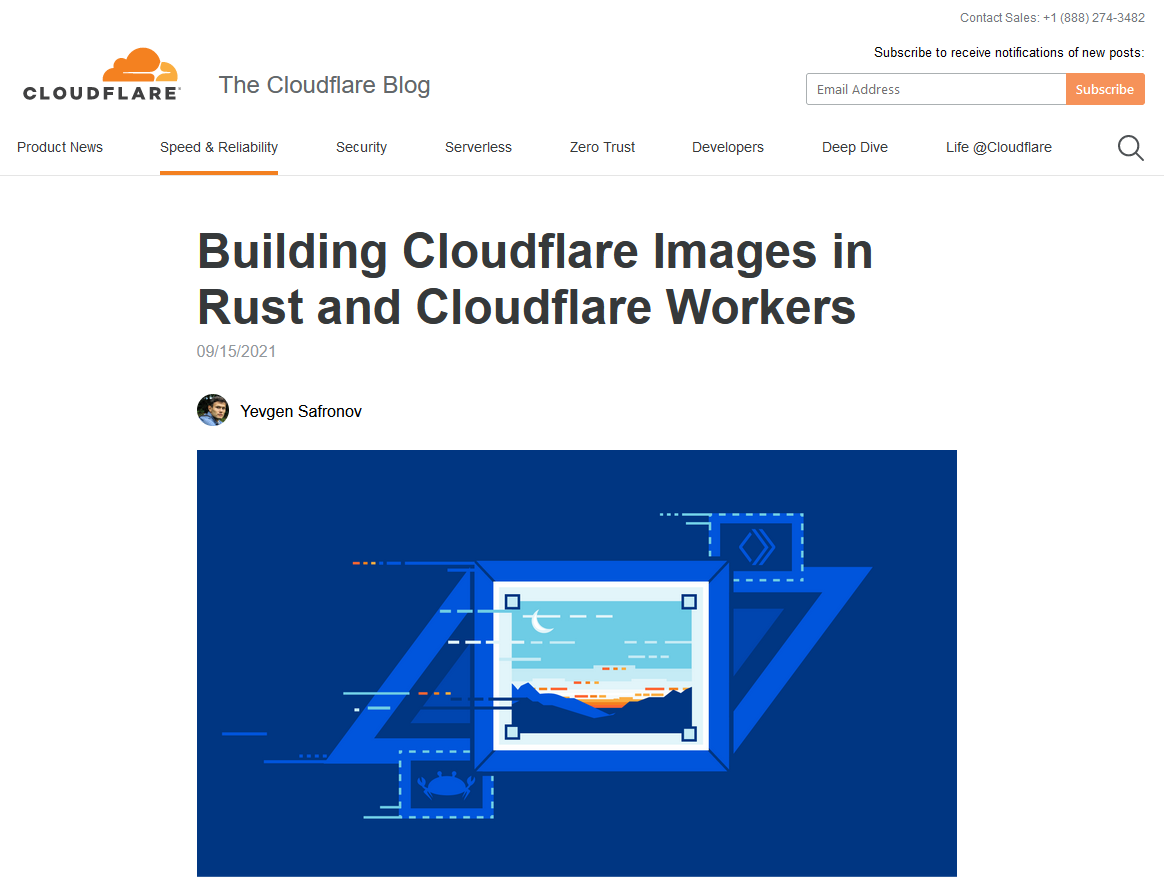 Contact Sales: +1 (888) 274-3482
Subscribe to receive notifications of new posts:
CLOUDFLARE
The Cloudflare Blog
Email Address
Subscribe
Product News
Speed & Reliability
Security
Serverless
Zero Trust
Developers
Deep Dive
Life @Cloudflare
Building Cloudflare Images in
Rust and Cloudflare Workers
09/15/2021
Yevgen Safronov